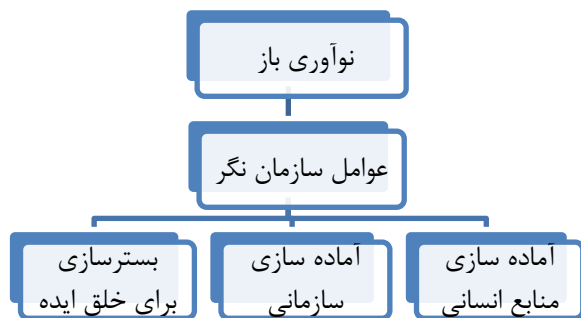 نوآوری باز
عوامل سازمان نگر
آماده سازی
منابع انسانی
آماده سازی
سازمانی
بسترسازی
برای خلق ایده